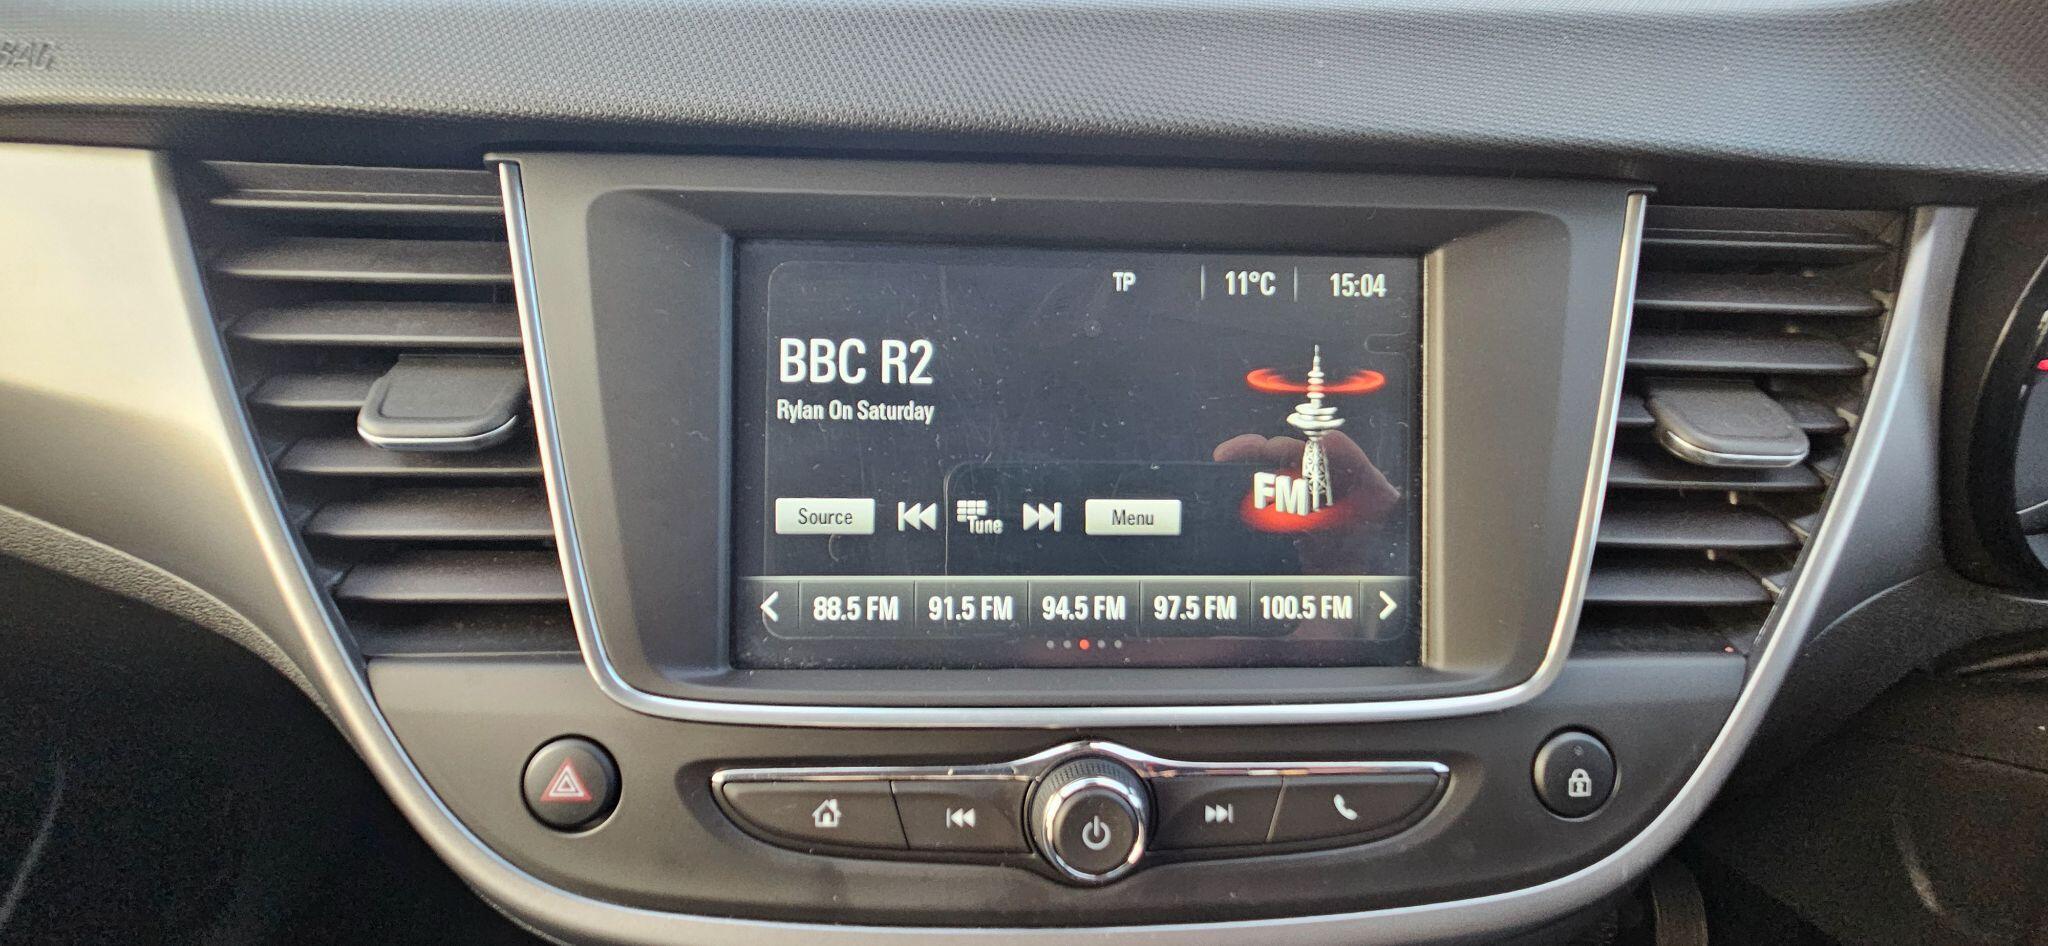 TP 11°C 15:04
BBC R2
Rylan On Saturday
Source Tune Menu
FM
88.5 FM 91.5 FM 94.5 FM 97.5 FM 100.5 FM